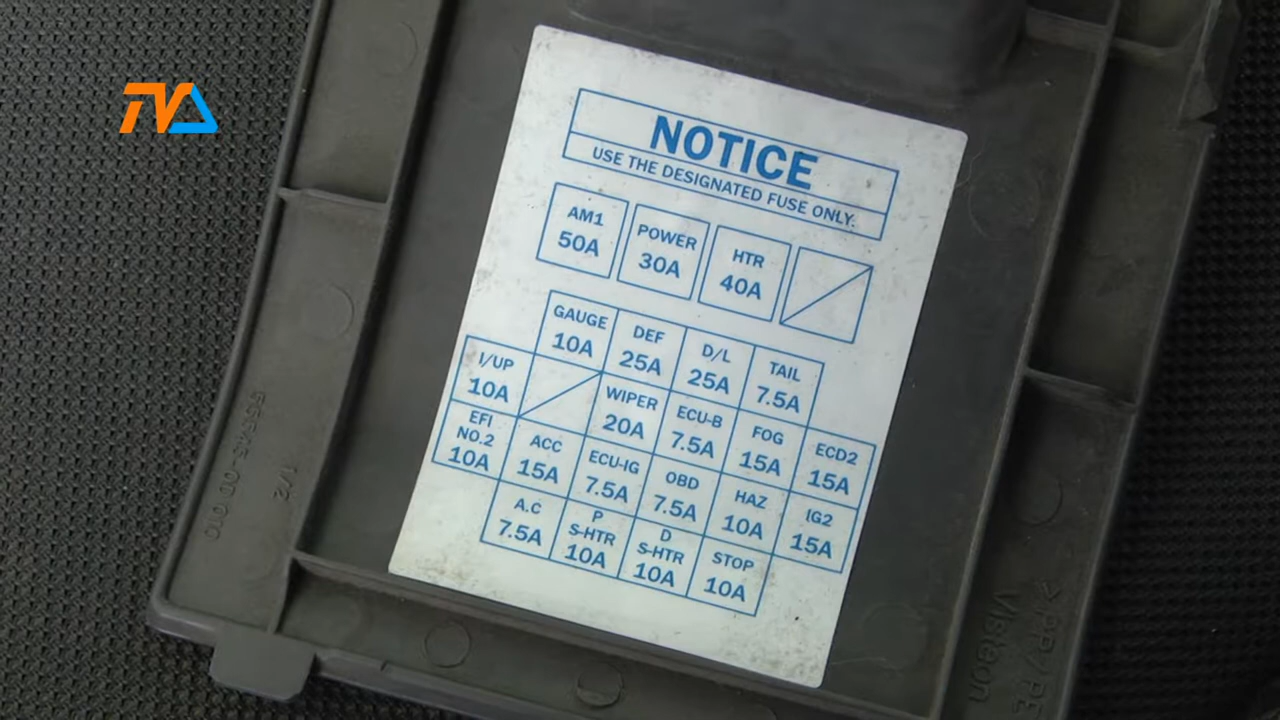 TVA
NOTICE
USE THE DESIGNATED FUSE ONLY.
AM1
50A
POWER
30A
HTR
40A
GAUGE
10A
DEF
25A
D/L
25A
TAIL
7.5A
I/UP
10A
WIPER
20A
ECU-B
7.5A
FOG
15A
ECD2
15A
EFI
NO.2
10A
ACC
15A
ECU-IG
7.5A
OBD
7.5A
HAZ
10A
IG2
15A
A.C
7.5A
P
S-HTR
10A
D
S-HTR
10A
STOP
10A
1/2
Visteon